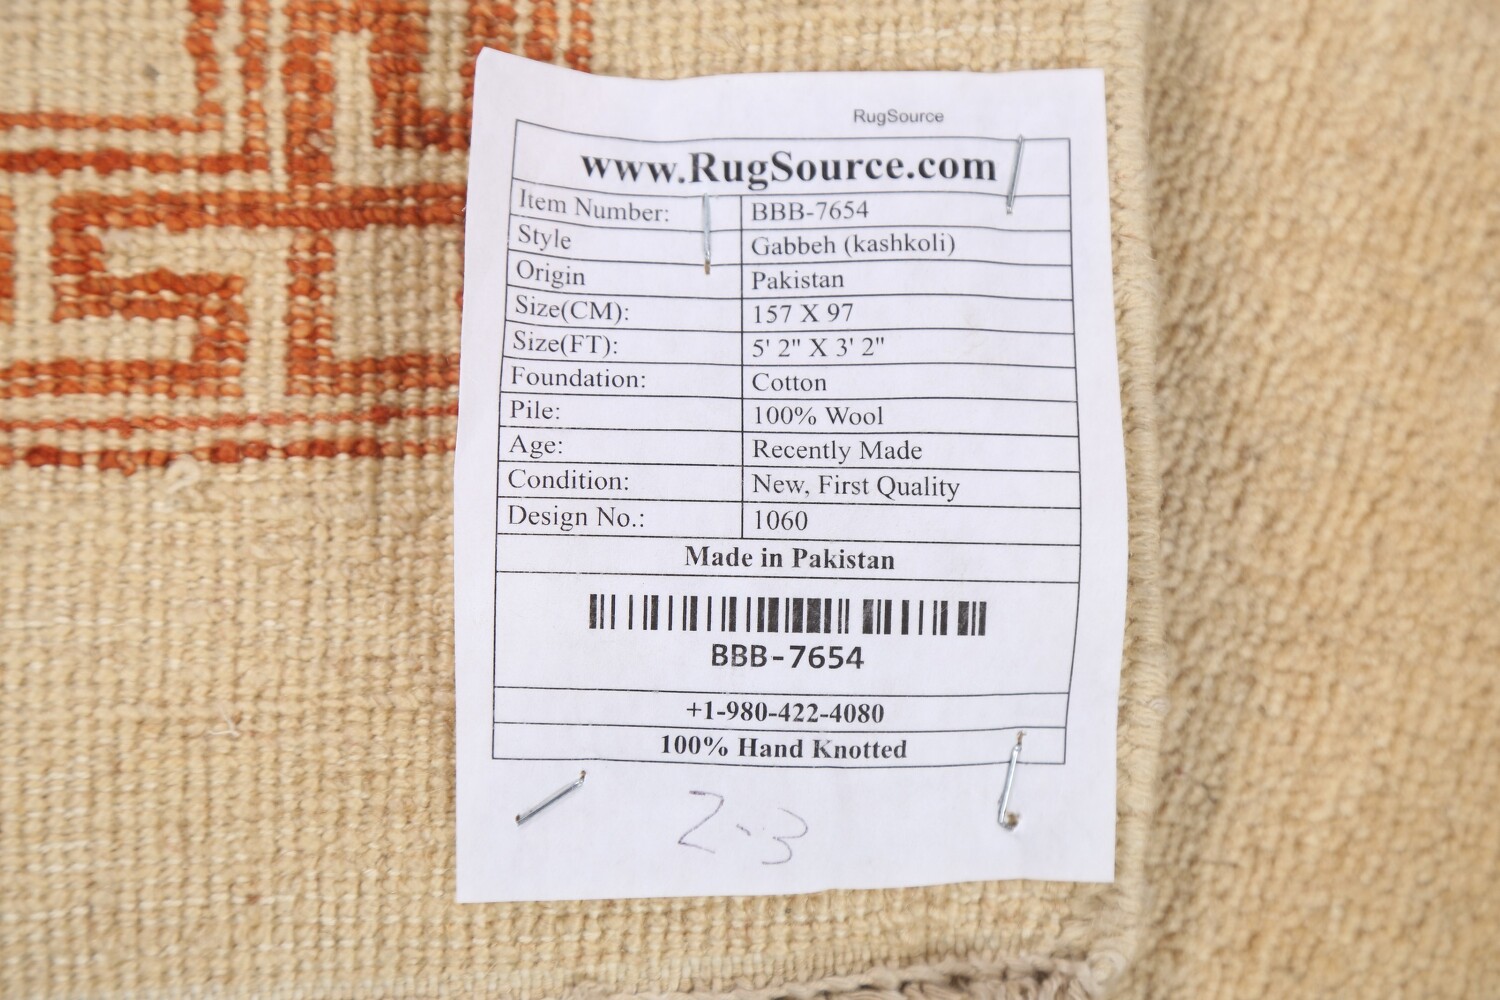 RugSource
www.RugSource.com
Item Number: BBB-7654
Style Gabbeh (kashkoli)
Origin Pakistan
Size(CM): 157 X 97
Size(FT): 5' 2" X 3' 2"
Foundation: Cotton
Pile: 100% Wool
Age: Recently Made
Condition: New, First Quality
Design No.: 1060
Made in Pakistan
BBB-7654
+1-980-422-4080
100% Hand Knotted
2-3